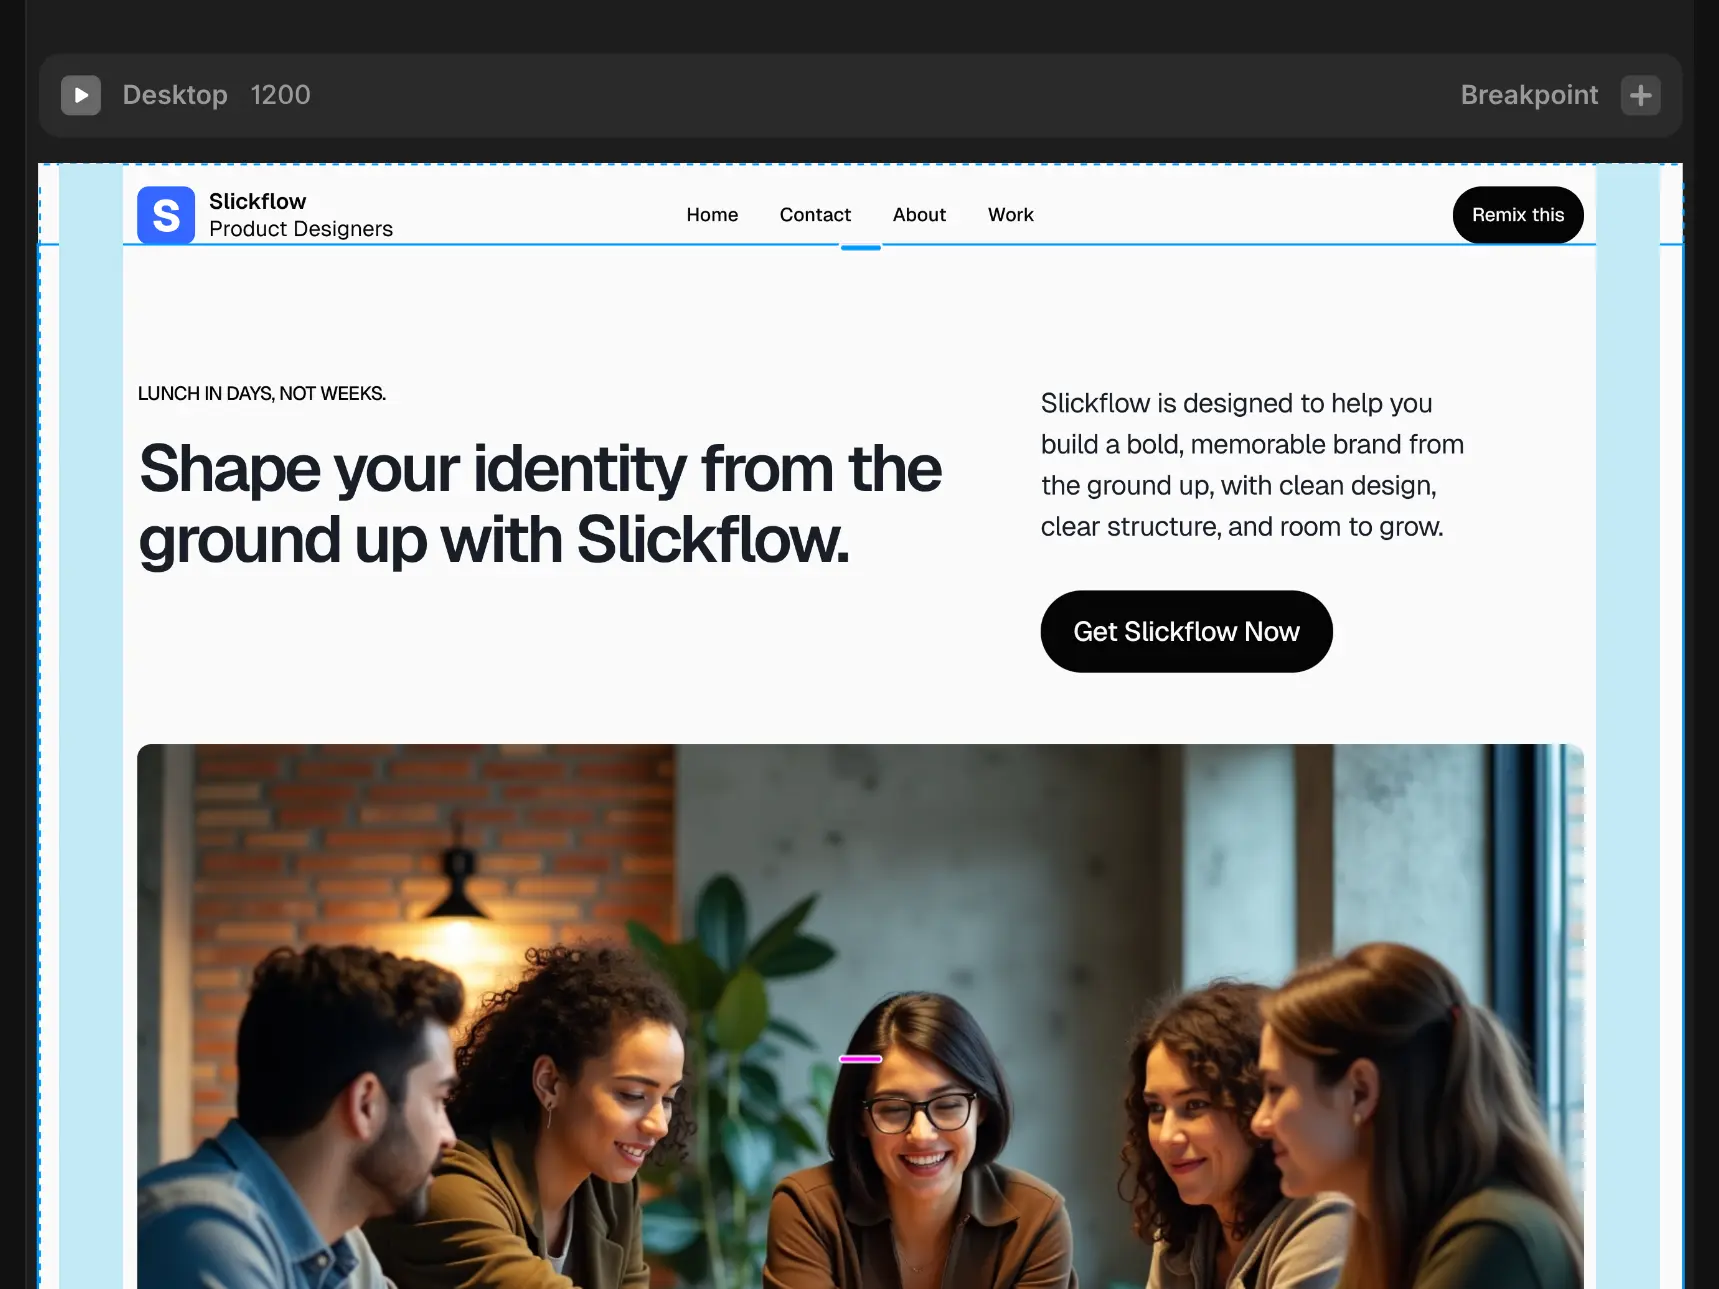 Desktop 1200
Breakpoint
S
Slickflow
Product Designers
Home
Contact
About
Work
Remix this
LUNCH IN DAYS, NOT WEEKS.
Shape your identity from the
ground up with Slickflow.
Slickflow is designed to help you
build a bold, memorable brand from
the ground up, with clean design,
clear structure, and room to grow.
Get Slickflow Now